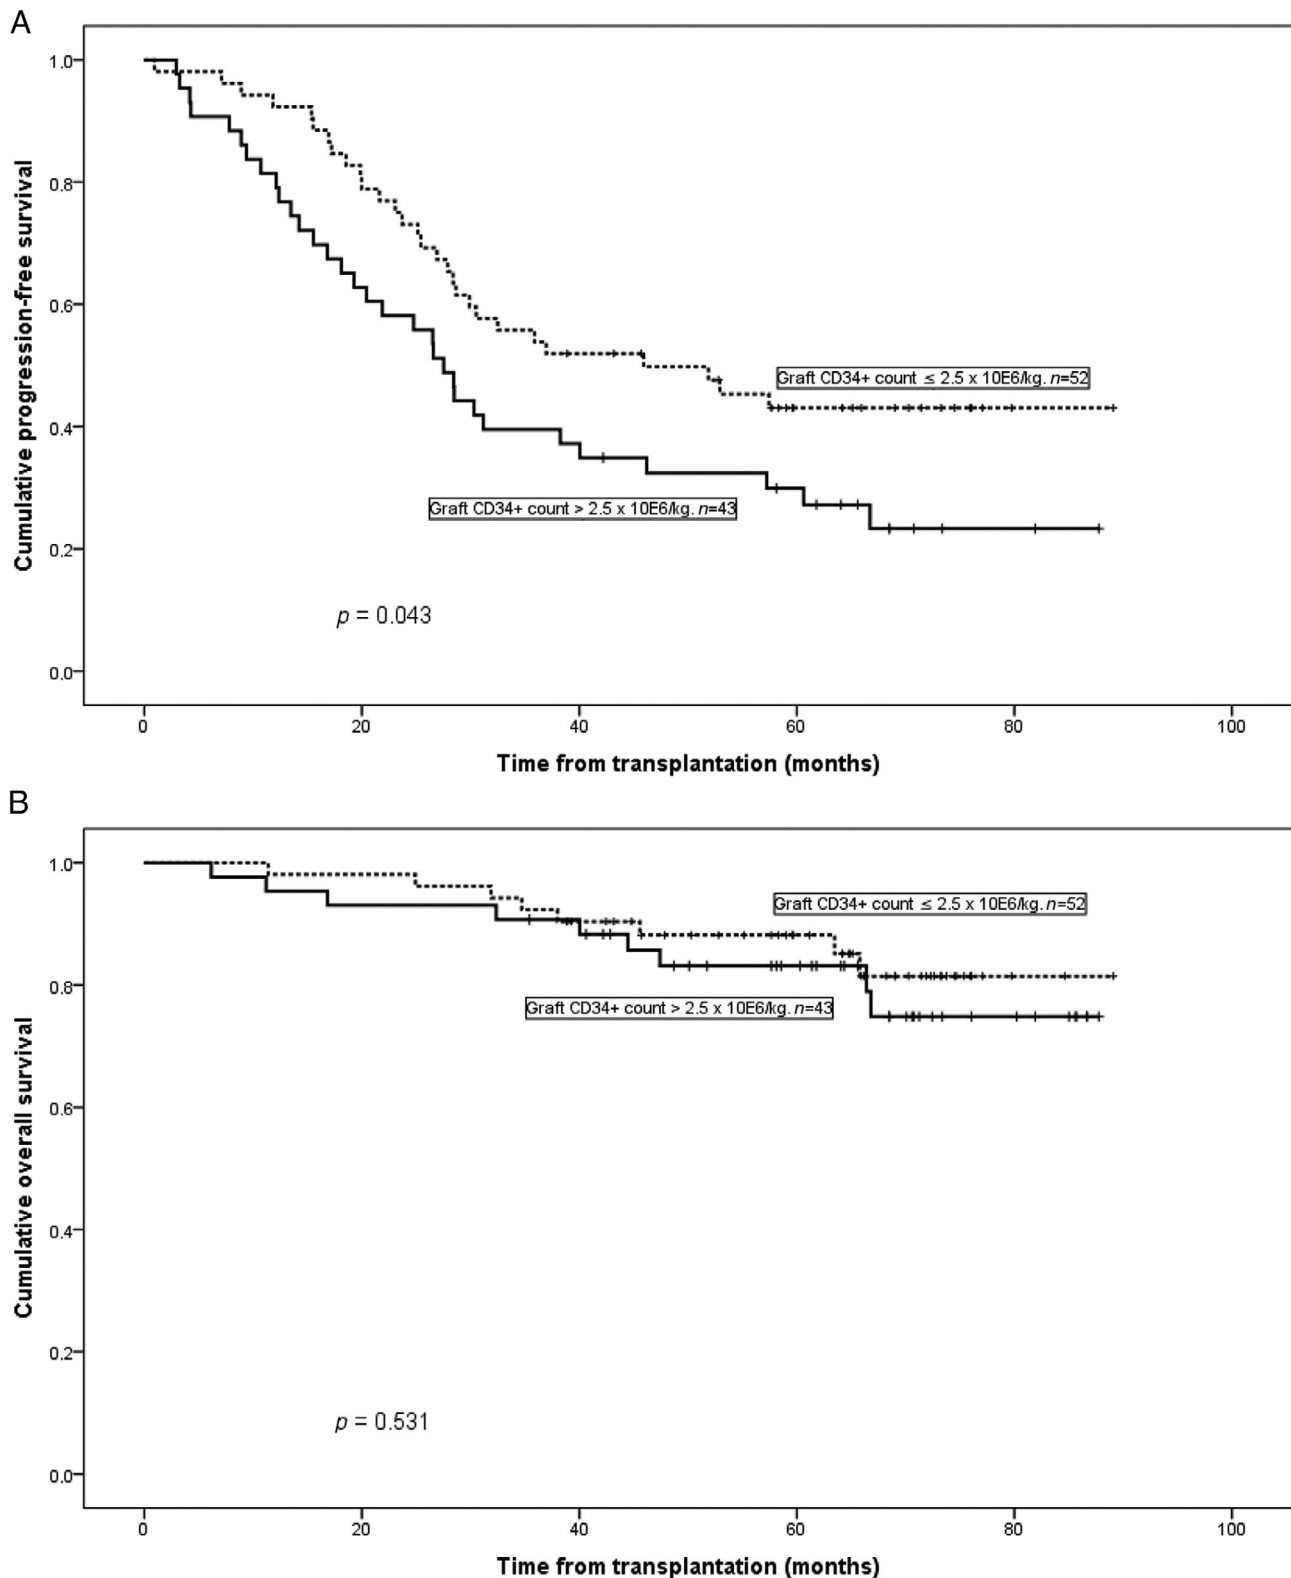 A
Cumulative progression-free survival
1.0
0.8
0.6
0.4
0.2
0.0
Graft CD34+ count ≤ 2.5 x 10E6/kg. n=52
Graft CD34+ count > 2.5 x 10E6/kg. n=43
p = 0.043
0 20 40 60 80 100
Time from transplantation (months)
B
Cumulative overall survival
1.0
0.8
0.6
0.4
0.2
0.0
Graft CD34+ count ≤ 2.5 x 10E6/kg. n=52
Graft CD34+ count > 2.5 x 10E6/kg. n=43
p = 0.531
0 20 40 60 80 100
Time from transplantation (months)